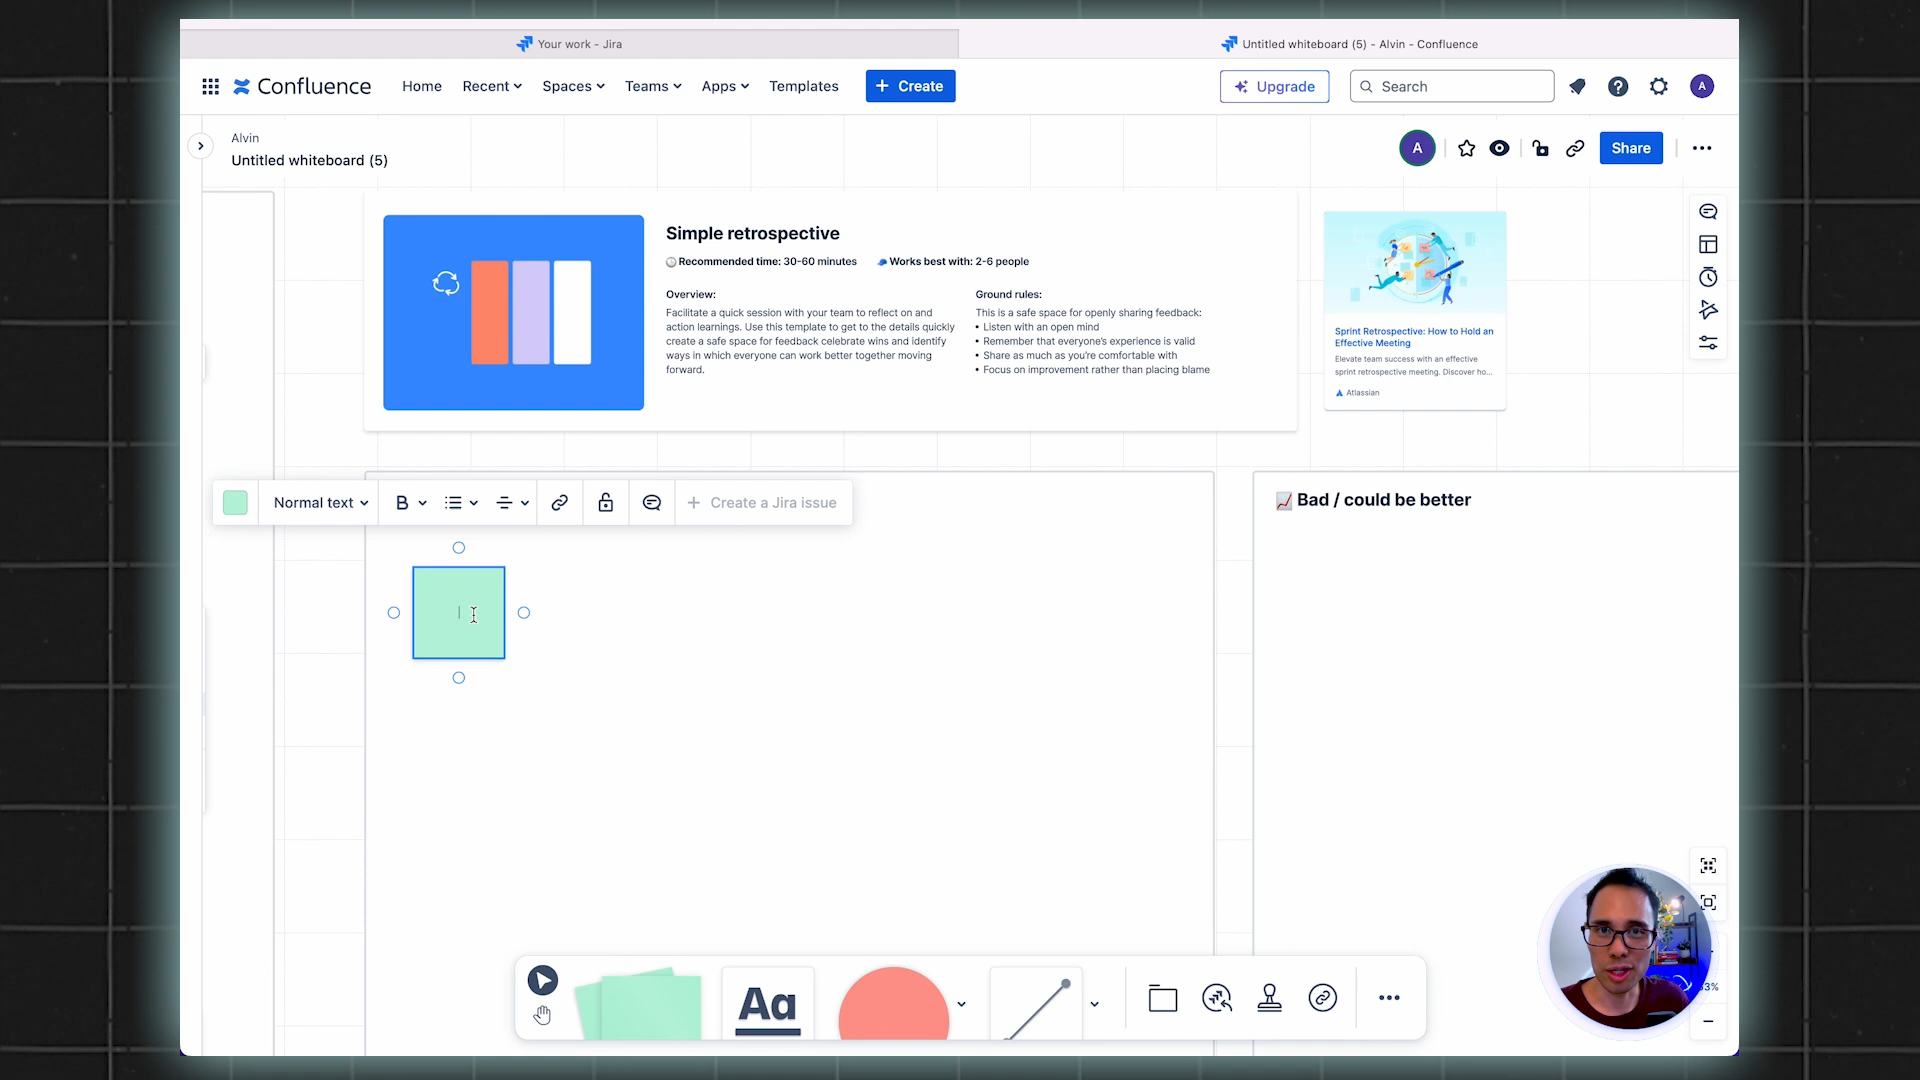 Your work - Jira
Untitled whiteboard (5) - Alvin - Confluence
Confluence
Home
Recent
Spaces
Teams
Apps
Templates
+ Create
Upgrade
Search
A
Alvin
Untitled whiteboard (5)
A
Share
Simple retrospective
Recommended time: 30-60 minutes
Works best with: 2-6 people
Overview:
Facilitate a quick session with your team to reflect on and
action learnings. Use this template to get to the details quickly
create a safe space for feedback celebrate wins and identify
ways in which everyone can work better together moving
forward.
Ground rules:
This is a safe space for openly sharing feedback:
• Listen with an open mind
• Remember that everyone's experience is valid
• Share as much as you're comfortable with
• Focus on improvement rather than placing blame
Sprint Retrospective: How to Hold an
Effective Meeting
Elevate team success with an effective
sprint retrospective meeting. Discover ho...
Atlassian
Normal text
B
+ Create a Jira issue
Bad / could be better
Aa